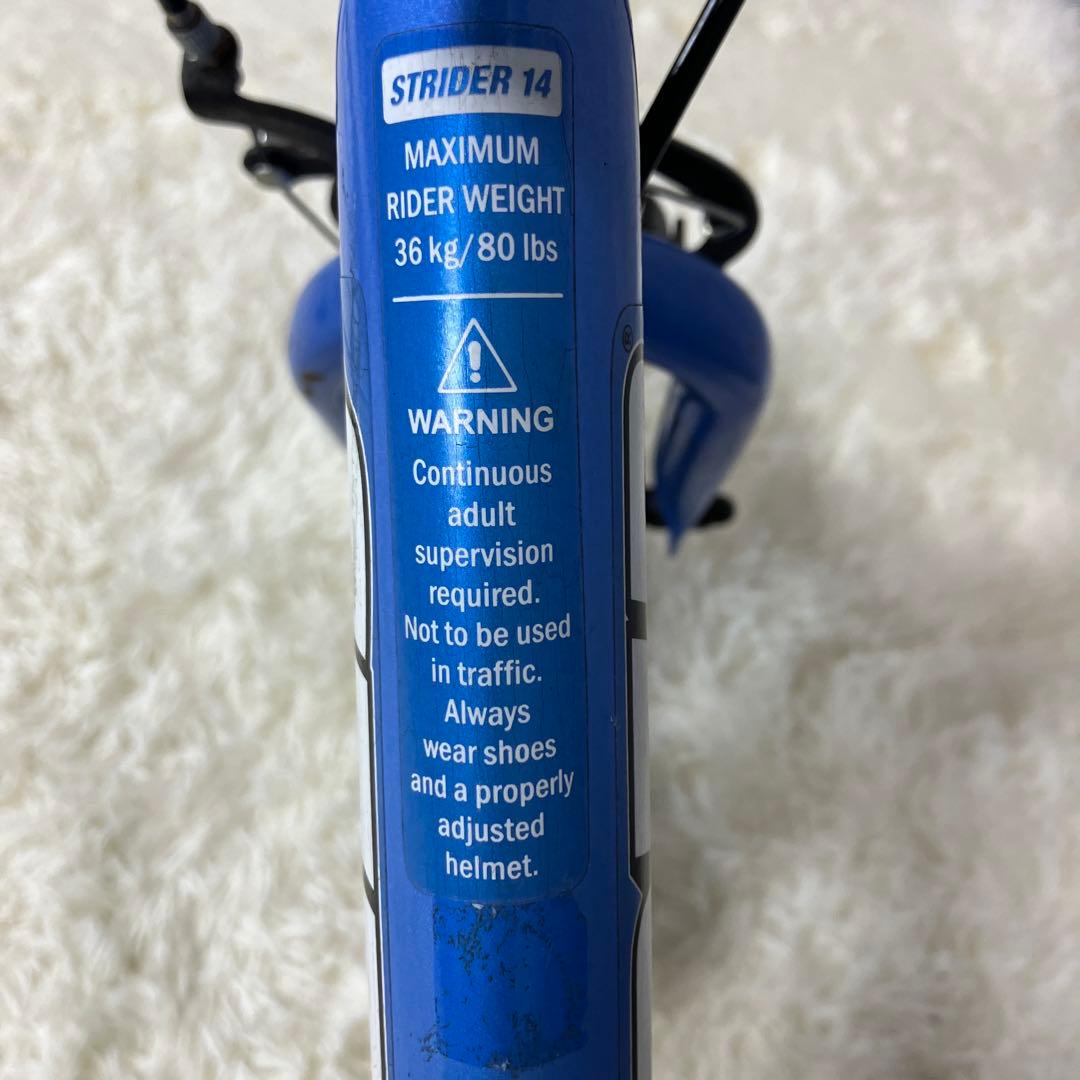 STRIDER 14
MAXIMUM
RIDER WEIGHT
36 kg/80 lbs
WARNING
Continuous
adult
supervision
required.
Not to be used
in traffic.
Always
wear shoes
and a properly
adjusted
helmet.